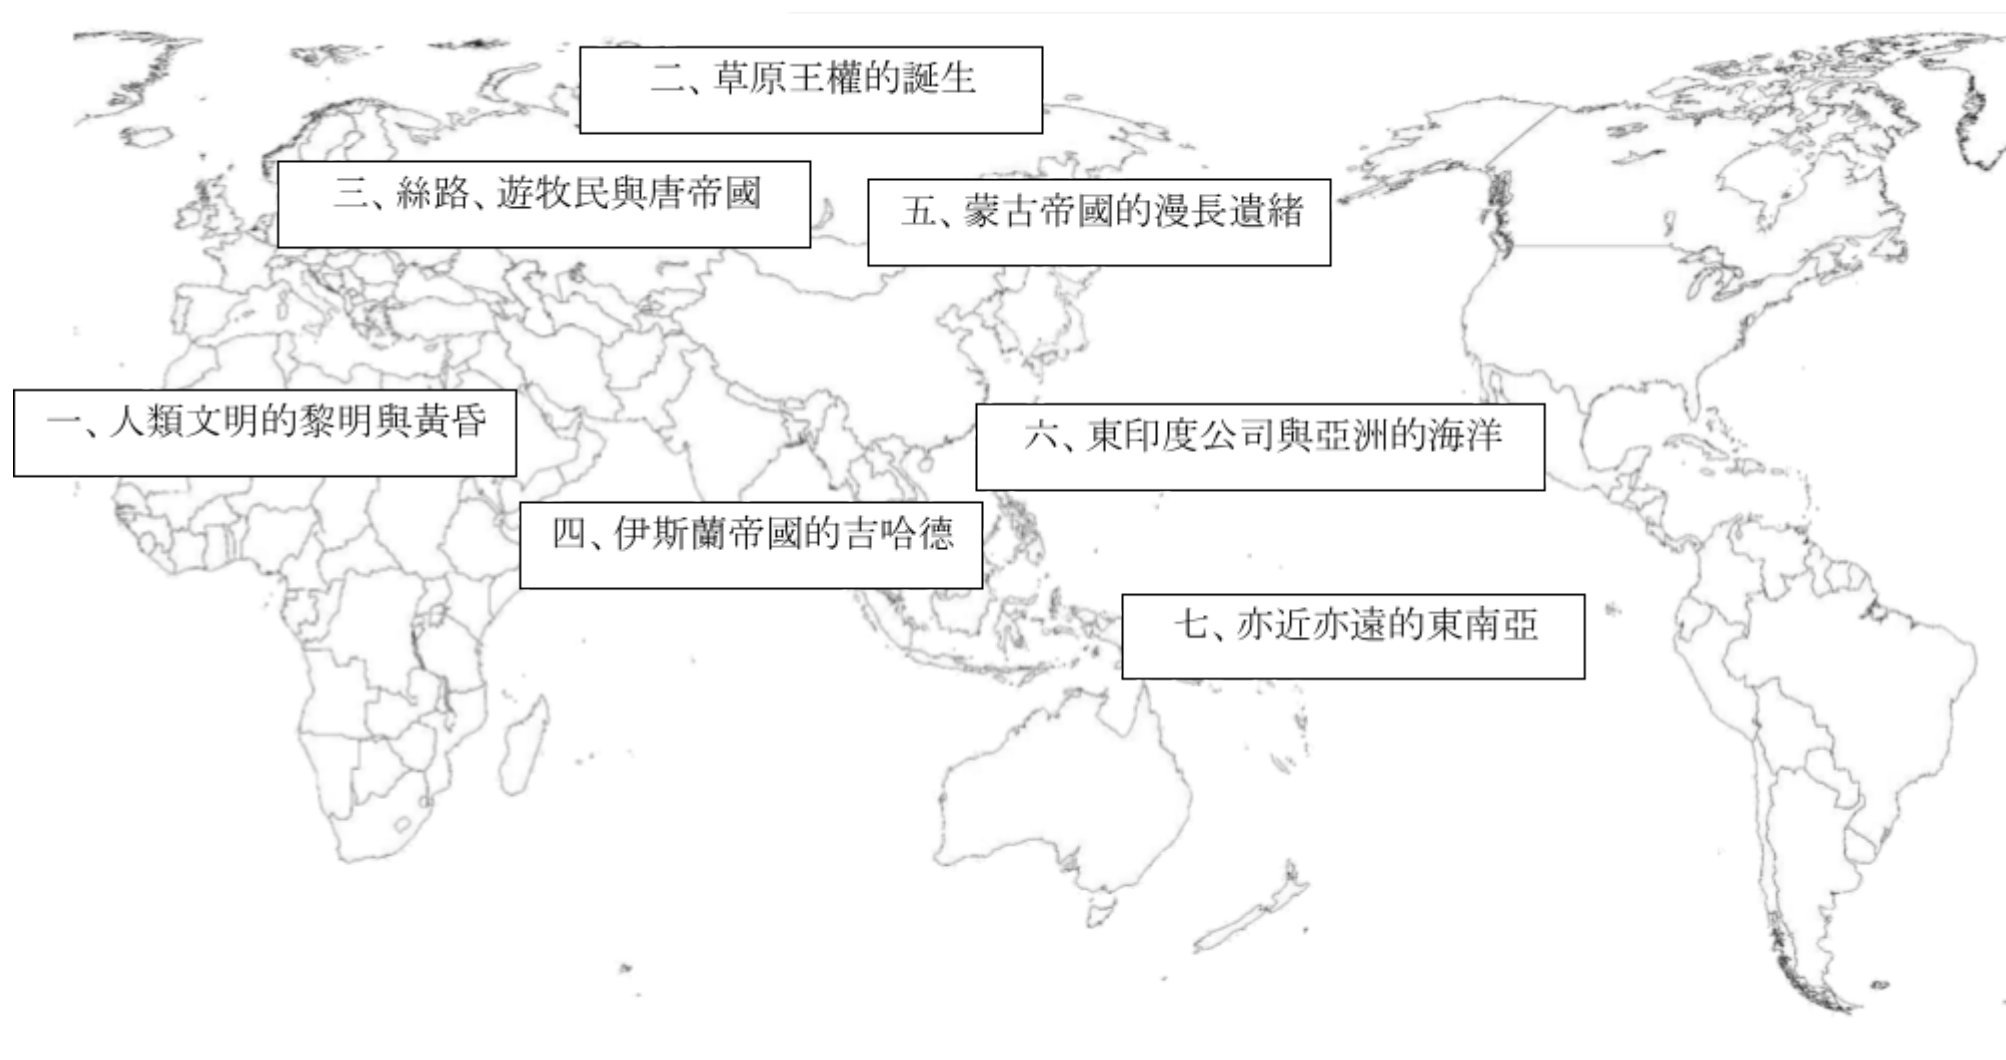 二、草原王權的誕生
三、絲路、遊牧民與唐帝國
五、蒙古帝國的漫長遺緒
一、人類文明的黎明與黃昏
六、東印度公司與亞洲的海洋
四、伊斯蘭帝國的吉哈德
七、亦近亦遠的東南亞